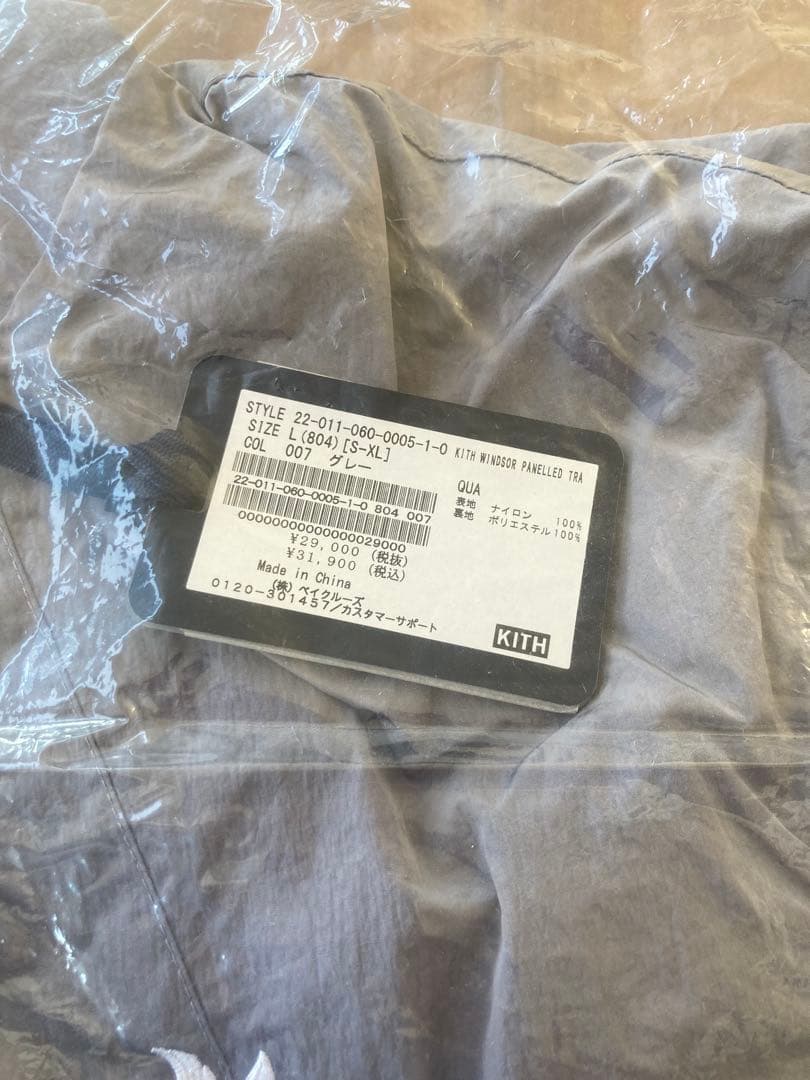 STYLE 22-011-060-0005-1-0 KITH WINDSOR PANELLED TRA
SIZE L(804)[S-XL]
COL 007 グレー
22-011-060-0005-1-0 804 007
00000000000000029000
¥29,000 (税抜)
¥31,900 (税込)
Made in China
(株) ベイクルーズ
0120-301457/カスタマーサポート
QUA
表地 ナイロン 100%
裏地 ポリエステル100%
KITH